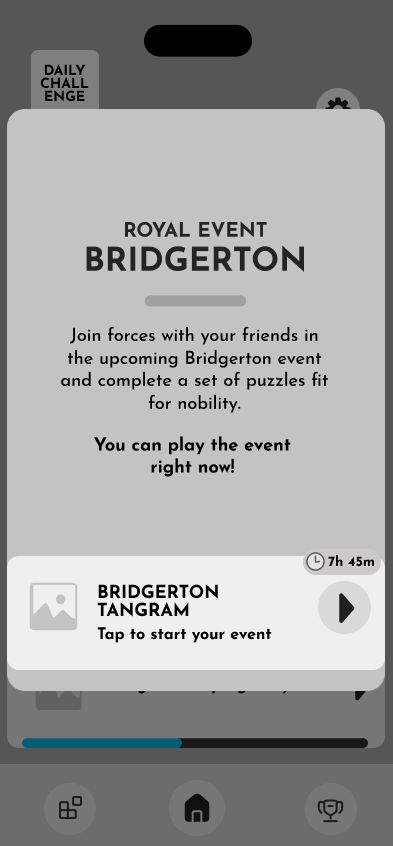 DAILY
CHALL
ENGE
ROYAL EVENT
BRIDGERTON
Join forces with your friends in
the upcoming Bridgerton event
and complete a set of puzzles fit
for nobility.
You can play the event
right now!
7h 45m
BRIDGERTON
TANGRAM
Tap to start your event